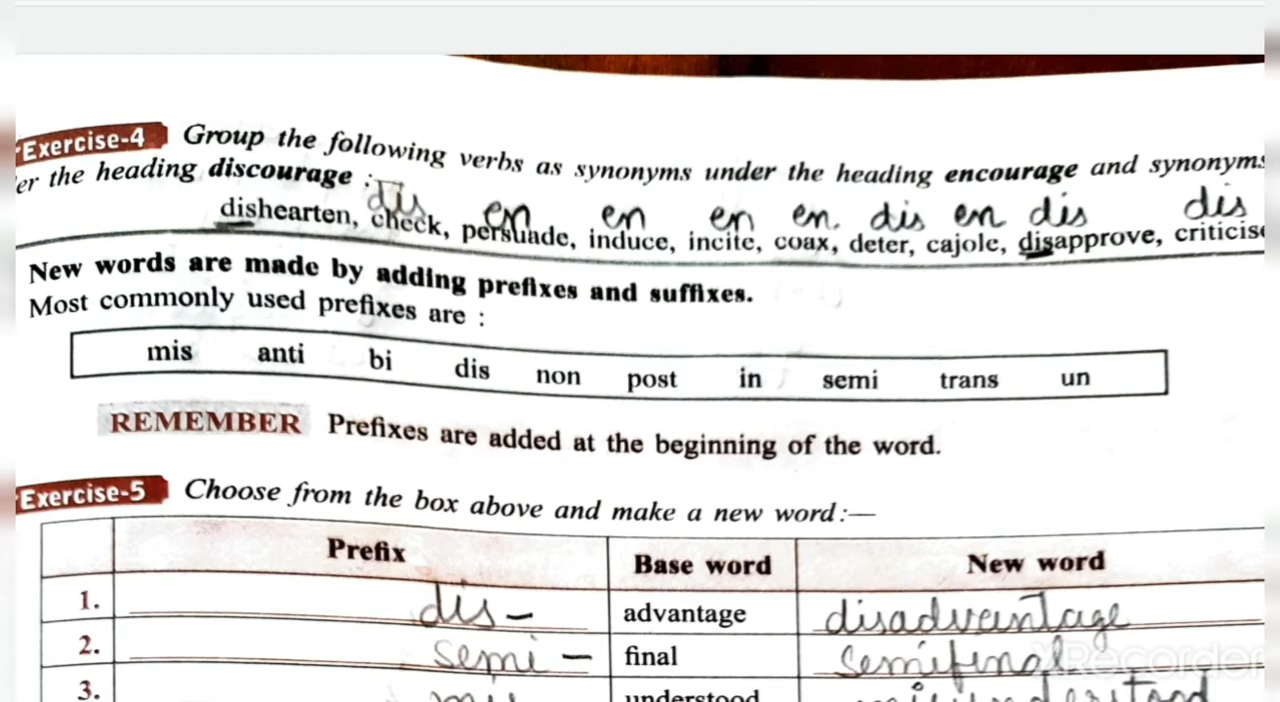 Exercise-4 Group the following verbs as synonyms under the heading encourage and synonyms
er the heading discourage :—
dis en en en en. dis en dis dis
dishearten, check, persuade, induce, incite, coax, deter, cajole, disapprove, criticise
New words are made by adding prefixes and suffixes.
Most commonly used prefixes are :
mis anti bi dis non post in semi trans un
REMEMBER Prefixes are added at the beginning of the word.
Exercise-5 Choose from the box above and make a new word:—
Prefix Base word New word
1. dis- advantage disadvantage
2. semi- final semifinal
XRecorder
3. understood misunderstood